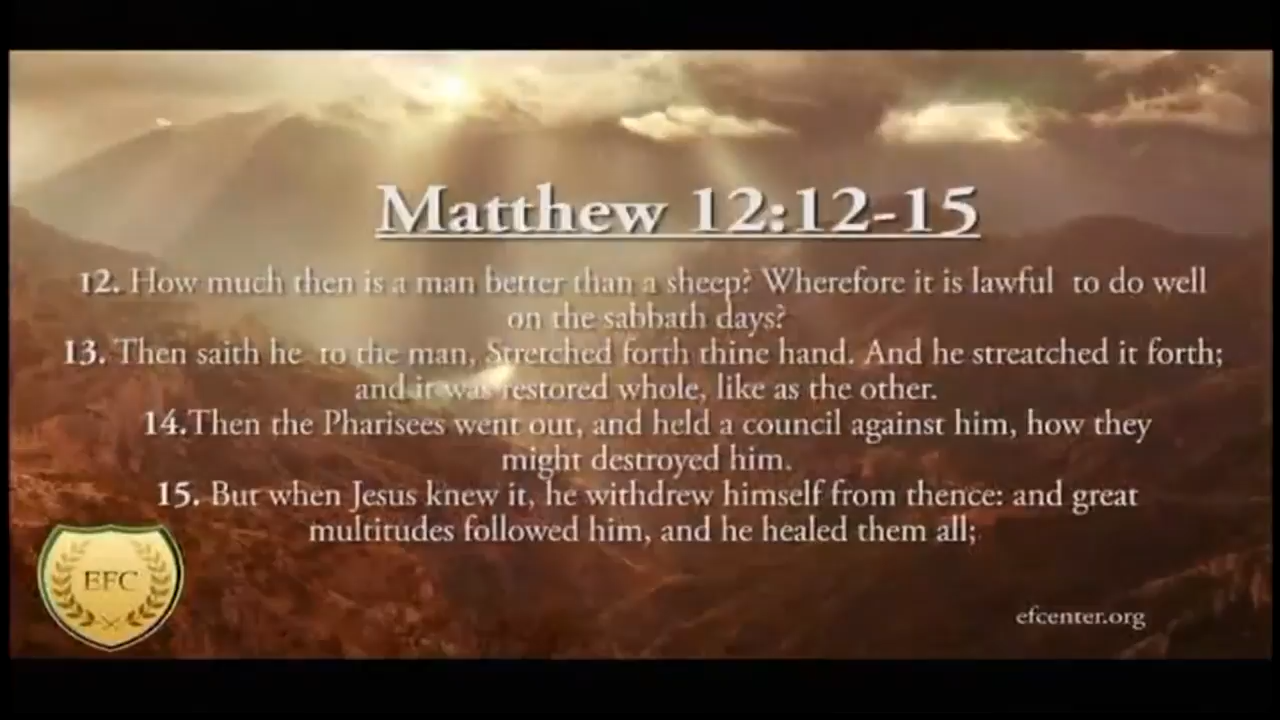 Matthew 12:12-15
12. How much then is a man better than a sheep? Wherefore it is lawful to do well
on the sabbath days?
13. Then saith he to the man, Stretched forth thine hand. And he streatched it forth;
and it was restored whole, like as the other.
14.Then the Pharisees went out, and held a council against him, how they
might destroyed him.
15. But when Jesus knew it, he withdrew himself from thence: and great
multitudes followed him, and he healed them all;
EFC
efcenter.org